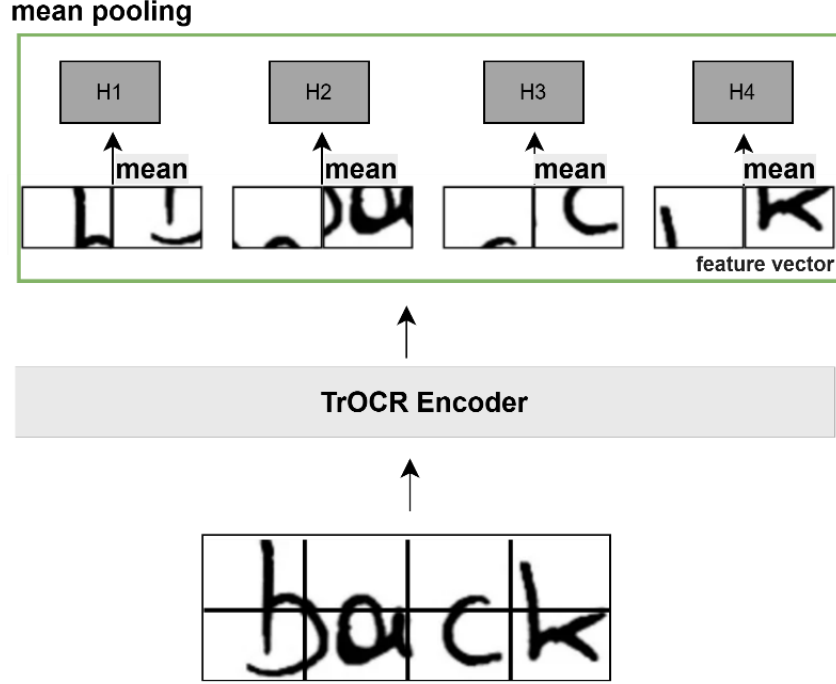 mean pooling
H1 H2 H3 H4
mean mean mean mean
feature vector
TrOCR Encoder
back